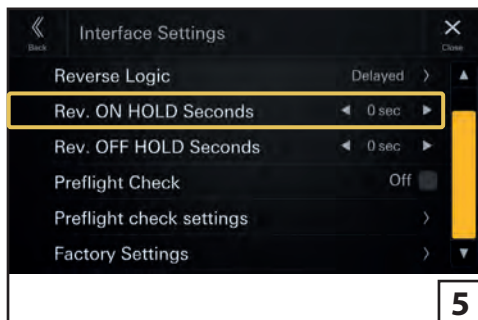 Back Interface Settings Close
Reverse Logic Delayed
Rev. ON HOLD Seconds 0 sec
Rev. OFF HOLD Seconds 0 sec
Preflight Check Off
Preflight check settings
Factory Settings
5